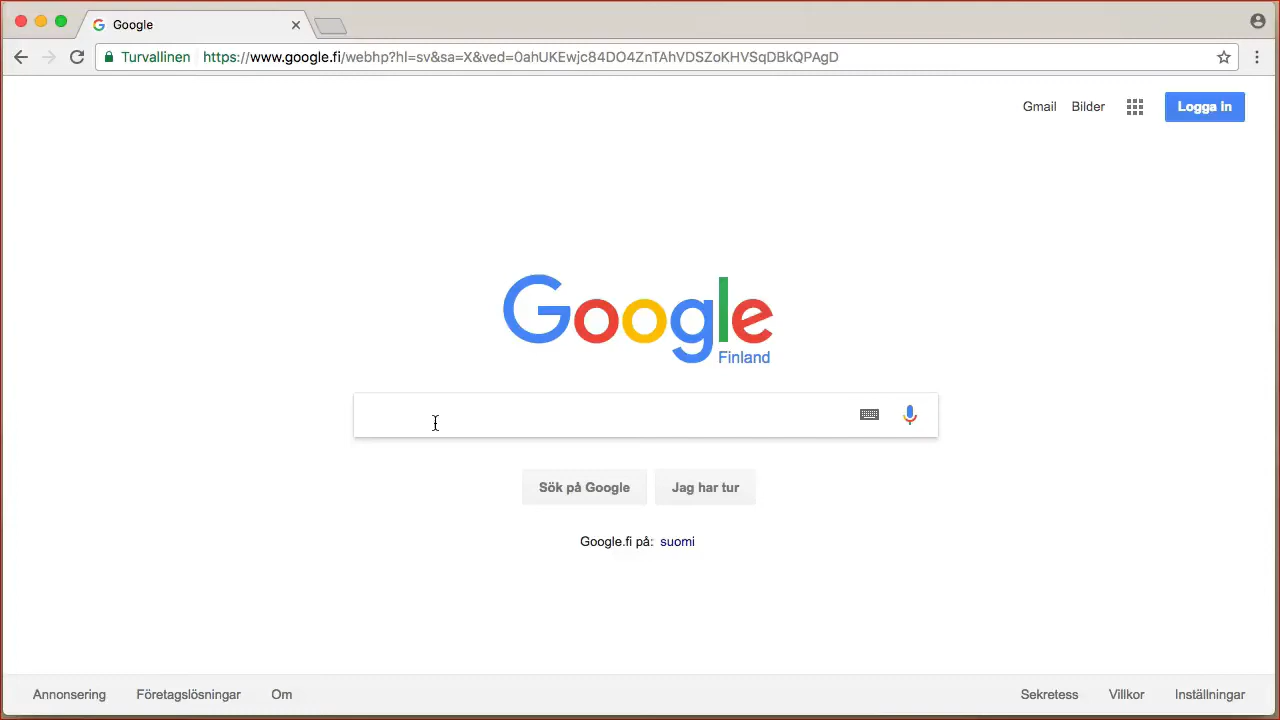 Google
Turvallinen https://www.google.fi/webhp?hl=sv&sa=X&ved=0ahUKEwjc84DO4ZnTAhVDSZoKHVSqDBkQPAgD
Gmail Bilder Logga in
Google
Finland
Sök på Google Jag har tur
Google.fi på: suomi
Annonsering Företagslösningar Om Sekretess Villkor Inställningar